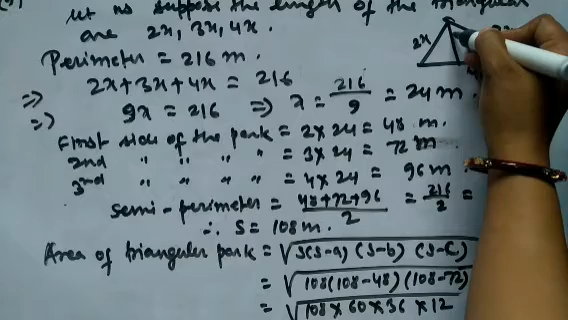 let us suppose the length of the triangular
are 2x, 3x, 4x.
2x
Perimeter = 216 m.
⇒ 2x+3x+4x = 216
⇒ 9x = 216 ⇒ x = 216/9 = 24 m.
First side of the park = 2×24 = 48 m.
2nd " " " " = 3×24 = 72 m
3rd " " " " = 4×24 = 96 m.
semi-perimeter = 48+72+96/2 = 216/2 =
∴ S = 108 m.
Area of triangular park = √S(S-a) (S-b) (S-c)
= √108(108-48) (108-72)
= √108 × 60 × 36 × 12